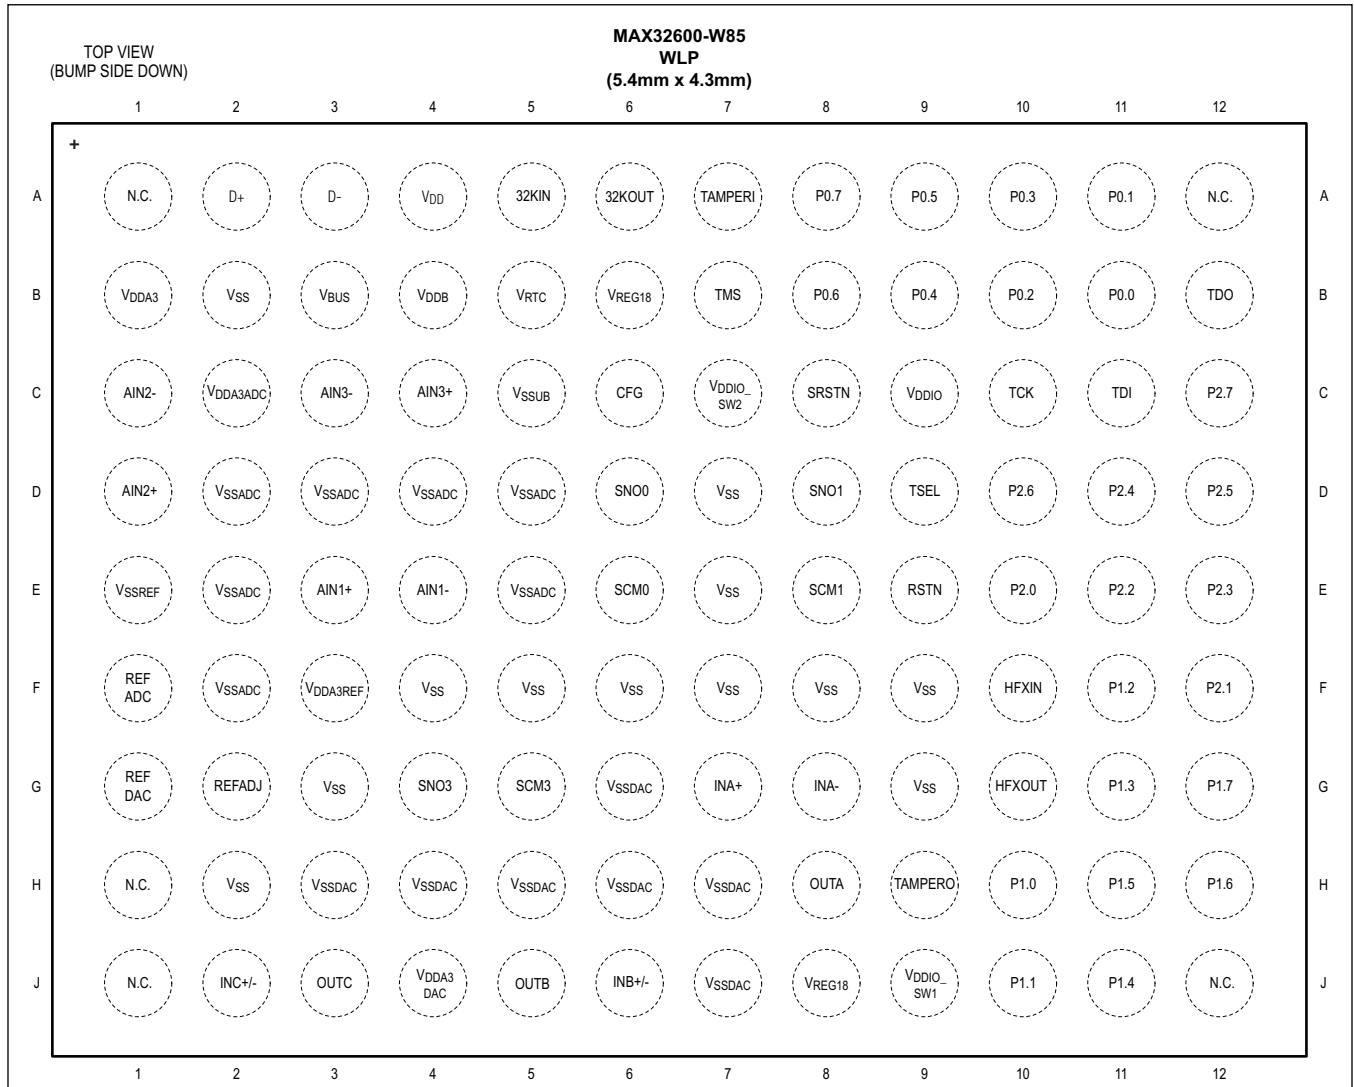 MAX32600-W85
WLP
(5.4mm x 4.3mm)
TOP VIEW
(BUMP SIDE DOWN)
1 2 3 4 5 6 7 8 9 10 11 12
+
A N.C. D+ D- VDD 32KIN 32KOUT TAMPERI P0.7 P0.5 P0.3 P0.1 N.C. A
B VDDA3 VSS VBUS VDDB VRTC VREG18 TMS P0.6 P0.4 P0.2 P0.0 TDO B
C AIN2- VDDA3ADC AIN3- AIN3+ VSSUB CFG VDDIO_SW2 SRSTN VDDIO TCK TDI P2.7 C
D AIN2+ VSSADC VSSADC VSSADC VSSADC SNO0 VSS SNO1 TSEL P2.6 P2.4 P2.5 D
E VSSREF VSSADC AIN1+ AIN1- VSSADC SCM0 VSS SCM1 RSTN P2.0 P2.2 P2.3 E
F REF ADC VSSADC VDDA3REF VSS VSS VSS VSS VSS VSS HFXIN P1.2 P2.1 F
G REF DAC REFADJ VSS SNO3 SCM3 VSSDAC INA+ INA- VSS HFXOUT P1.3 P1.7 G
H N.C. VSS VSSDAC VSSDAC VSSDAC VSSDAC VSSDAC OUTA TAMPERO P1.0 P1.5 P1.6 H
J N.C. INC+/- OUTC VDDA3 DAC OUTB INB+/- VSSDAC VREG18 VDDIO_SW1 P1.1 P1.4 N.C. J
1 2 3 4 5 6 7 8 9 10 11 12